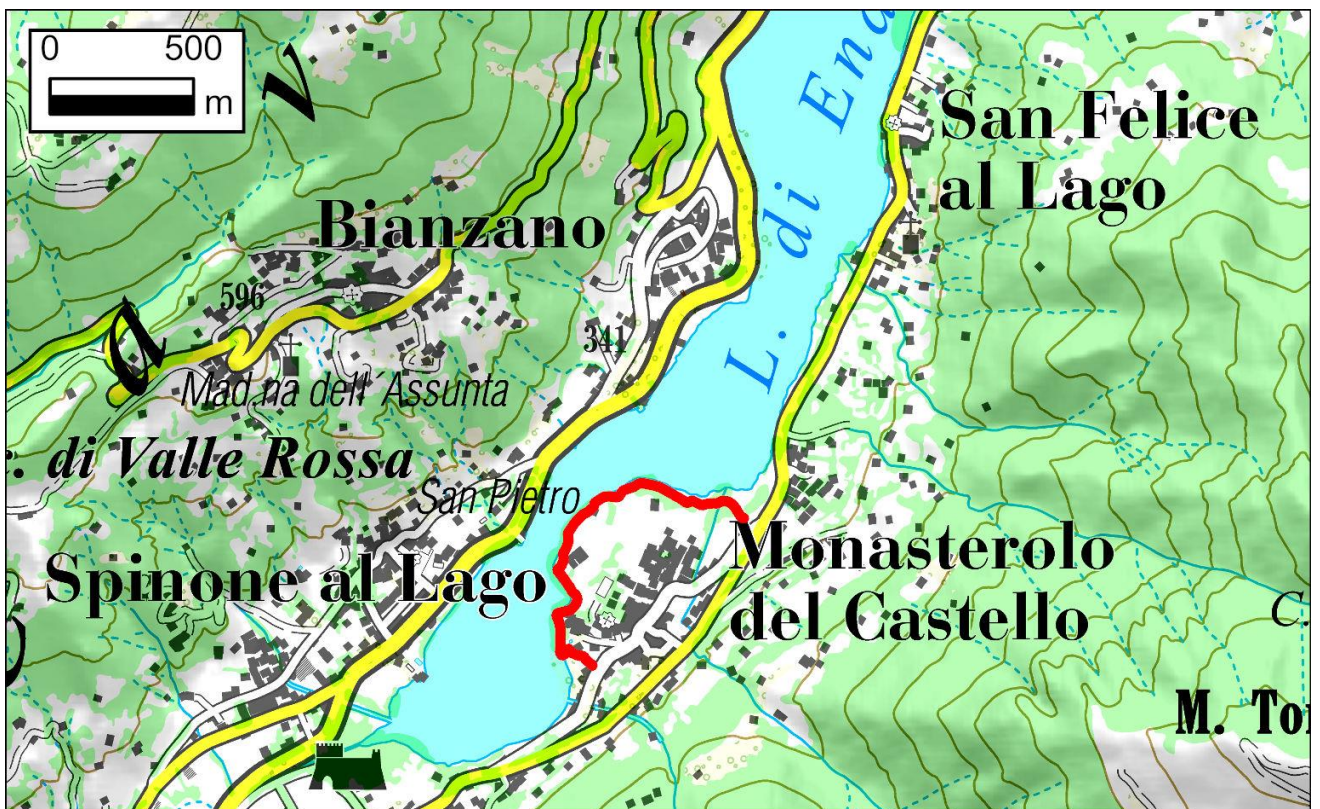 0 500
m
v
L. di End
San Felice
al Lago
Bianzano
596
a
341
Mad.na dell'Assunta
c. di Valle Rossa
San Pietro
Spinone al Lago
Monasterolo
del Castello
C.
M. Tor